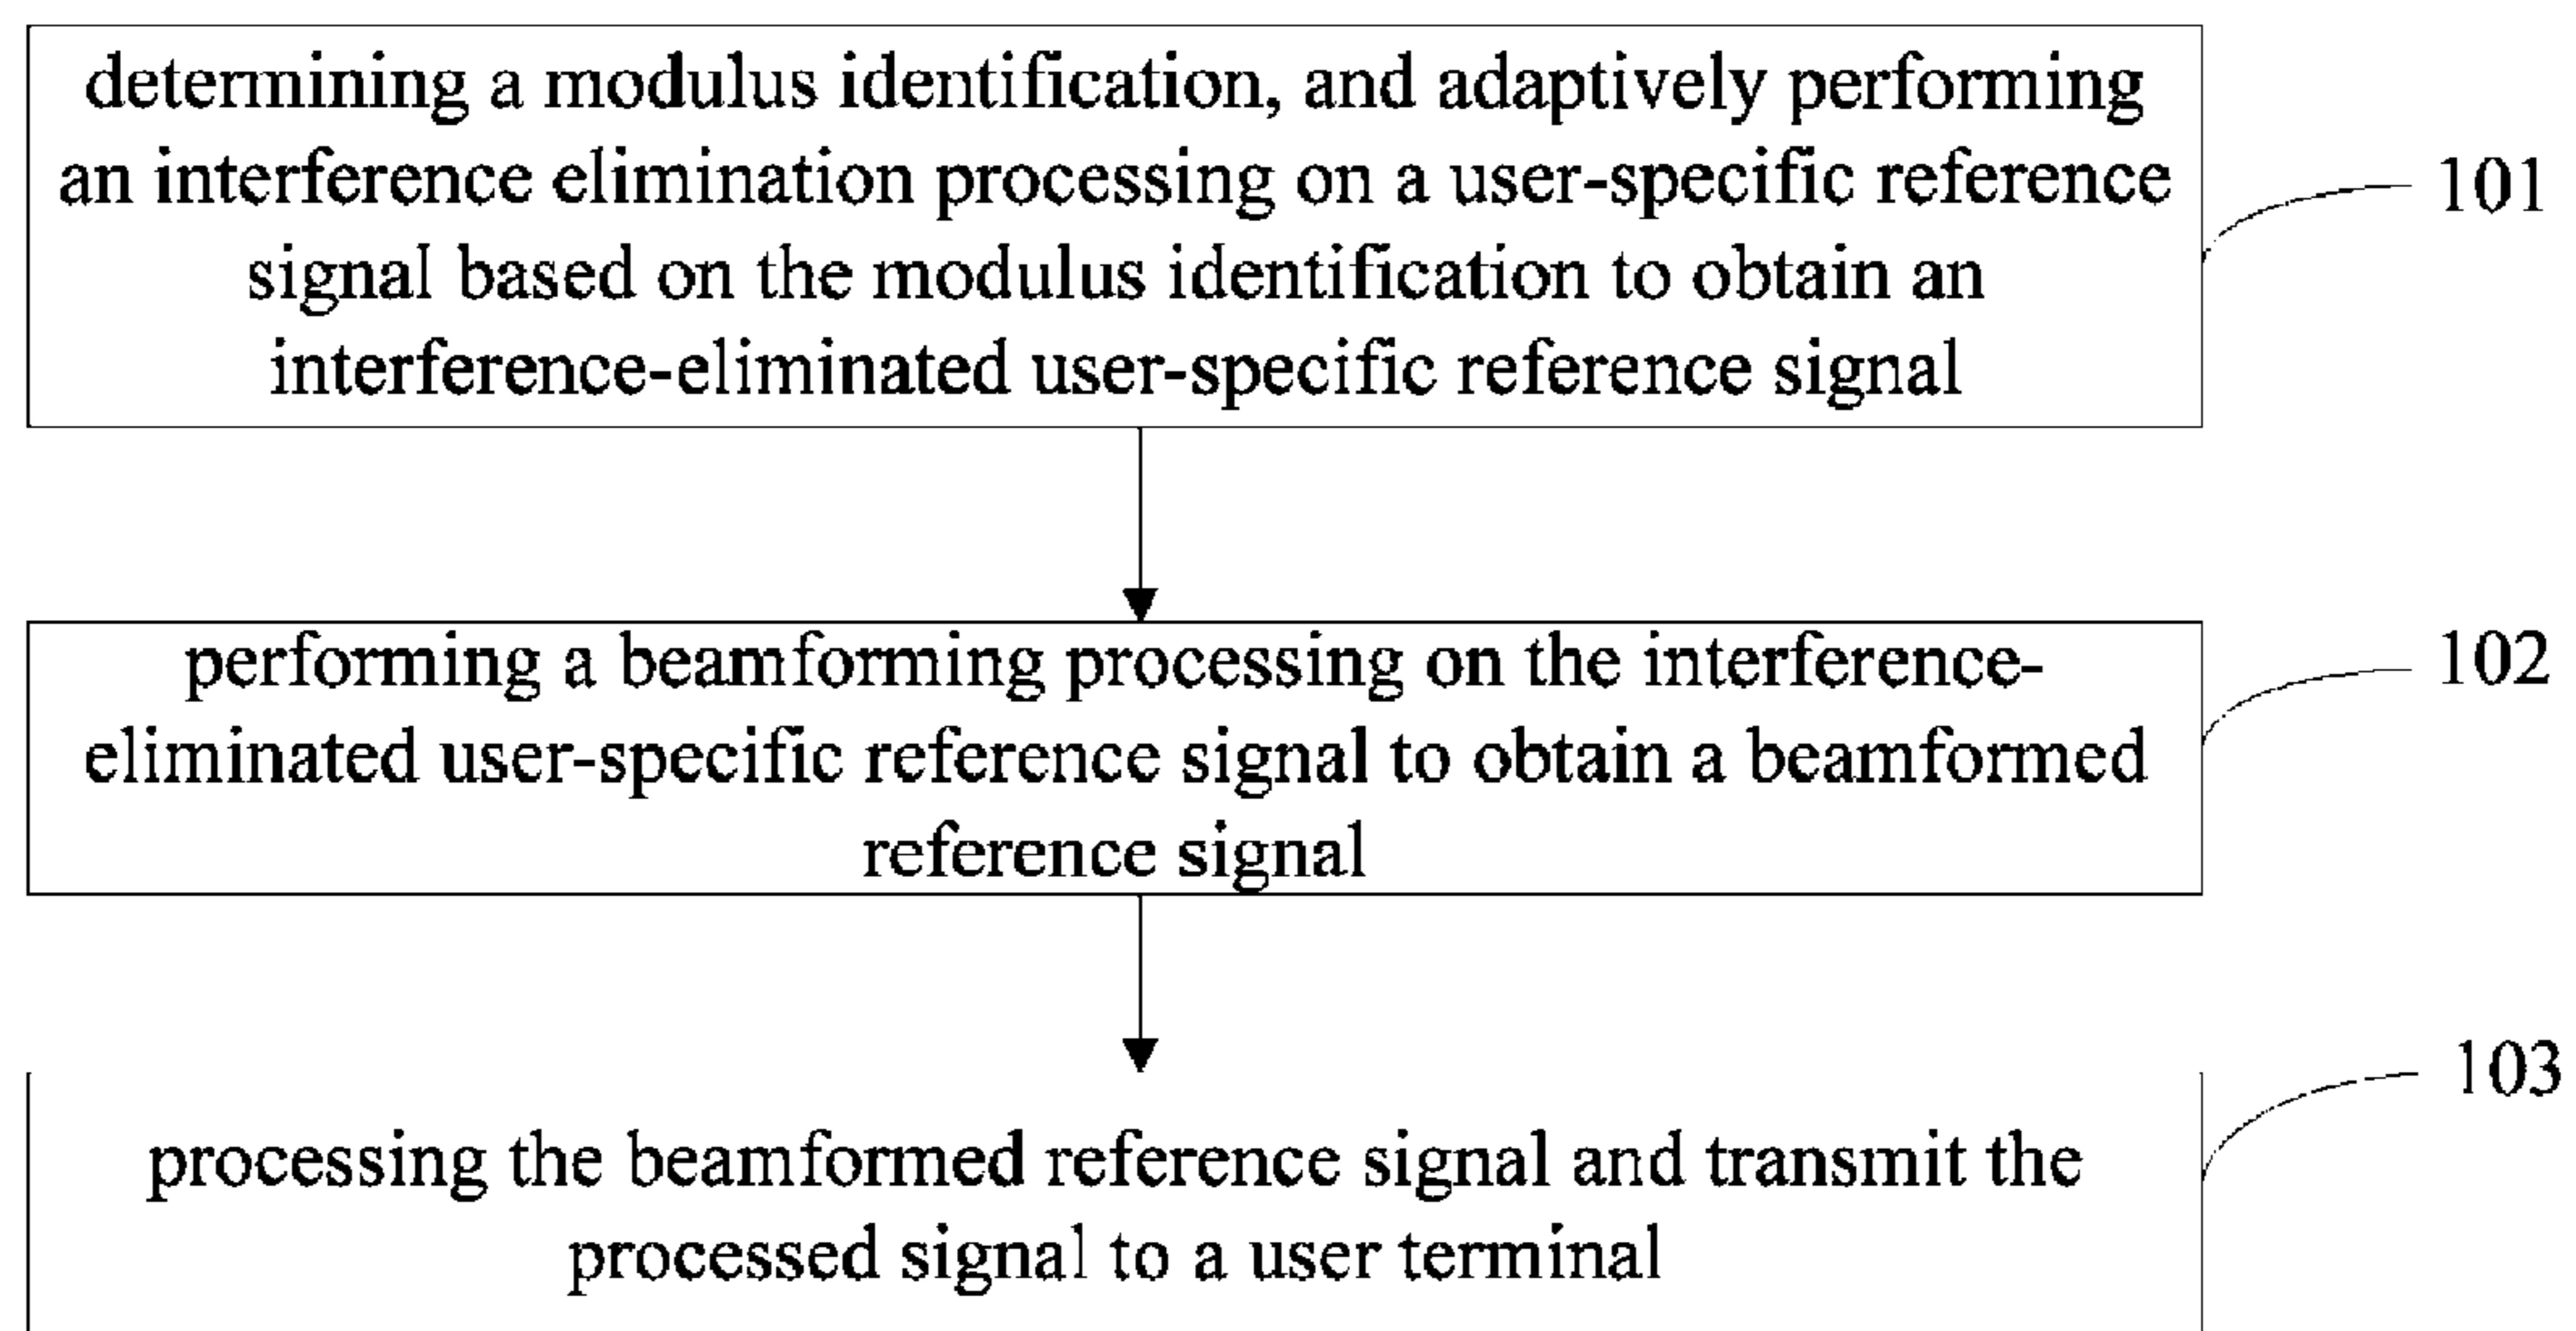 determining a modulus identification, and adaptively performing
an interference elimination processing on a user-specific reference
signal based on the modulus identification to obtain an
interference-eliminated user-specific reference signal
101
performing a beamforming processing on the interference-
eliminated user-specific reference signal to obtain a beamformed
reference signal
102
processing the beamformed reference signal and transmit the
processed signal to a user terminal
103